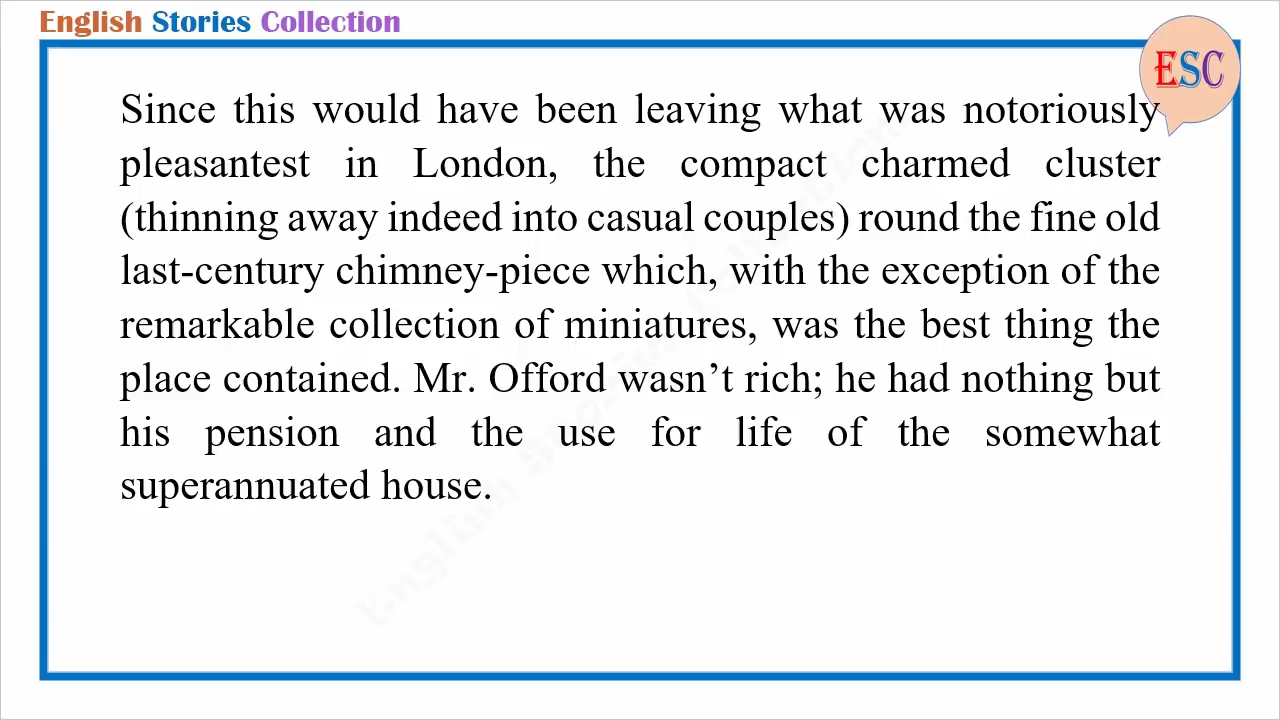 English Stories Collection
ESC
Since this would have been leaving what was notoriously
pleasantest in London, the compact charmed cluster
(thinning away indeed into casual couples) round the fine old
last-century chimney-piece which, with the exception of the
remarkable collection of miniatures, was the best thing the
place contained. Mr. Offord wasn’t rich; he had nothing but
his pension and the use for life of the somewhat
superannuated house.
English Stories Collection